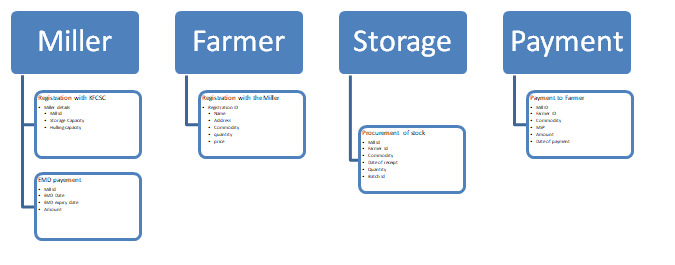 Miller
Farmer
Storage
Payment
Registration with KFCSC
Miller details
Mill id
Storage Capacity
Hulling capacity
EMD payement
Mill id
EMD Date
EMD expiry date
Amount
Registration with the Miller
Registration ID
Name
Address
Commodity
quantity
price
Procurement of stock
Mill id
Farmer id
Commodity
Date of receipt
Quantity
Batch id
Payment to Farmer
Mill ID
Farmer ID
Commodity
MSP
Amount
Date of payment